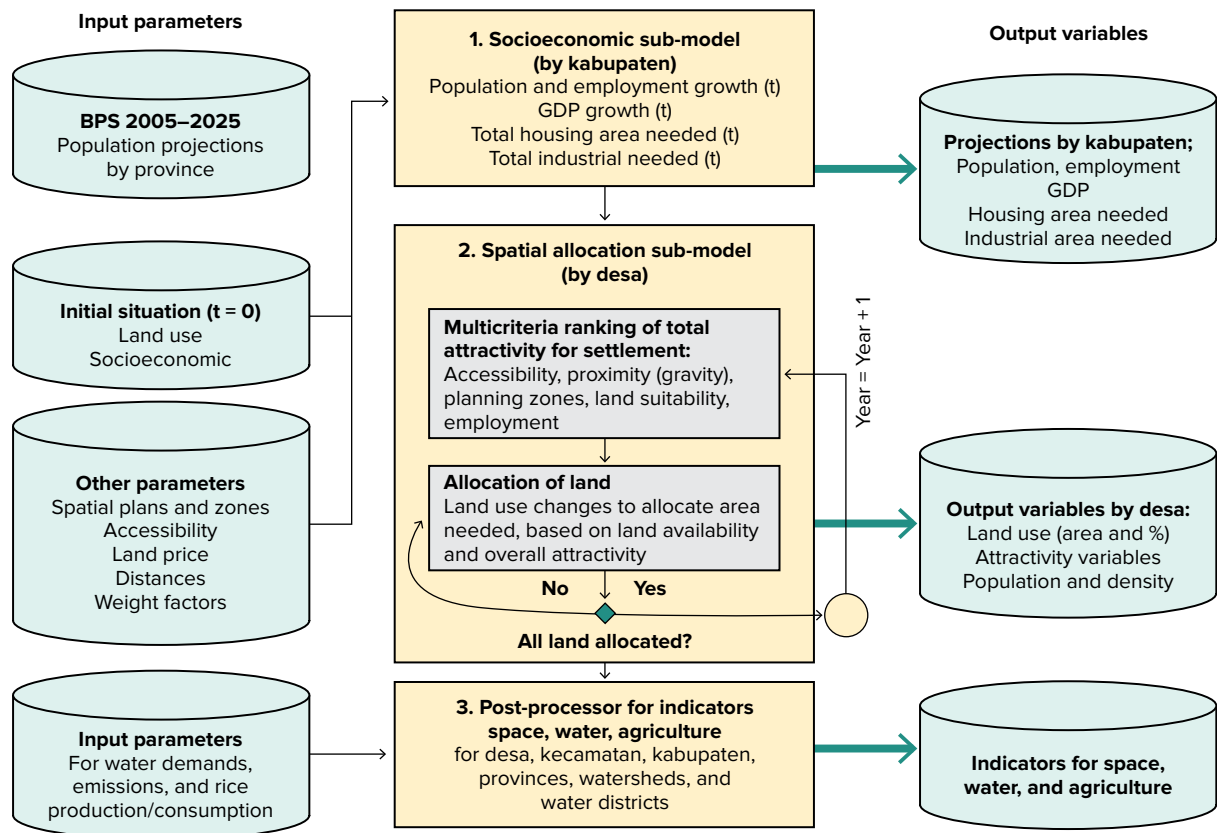 Input parameters
BPS 2005–2025
Population projections
by province
Initial situation (t = 0)
Land use
Socioeconomic
Other parameters
Spatial plans and zones
Accessibility
Land price
Distances
Weight factors
Input parameters
For water demands,
emissions, and rice
production/consumption
1. Socioeconomic sub-model
(by kabupaten)
Population and employment growth (t)
GDP growth (t)
Total housing area needed (t)
Total industrial needed (t)
2. Spatial allocation sub-model
(by desa)
Multicriteria ranking of total
attractivity for settlement:
Accessibility, proximity (gravity),
planning zones, land suitability,
employment
Allocation of land
Land use changes to allocate area
needed, based on land availability
and overall attractivity
No Yes
All land allocated?
Year = Year + 1
3. Post-processor for indicators
space, water, agriculture
for desa, kecamatan, kabupaten,
provinces, watersheds, and
water districts
Output variables
Projections by kabupaten;
Population, employment
GDP
Housing area needed
Industrial area needed
Output variables by desa:
Land use (area and %)
Attractivity variables
Population and density
Indicators for space,
water, and agriculture